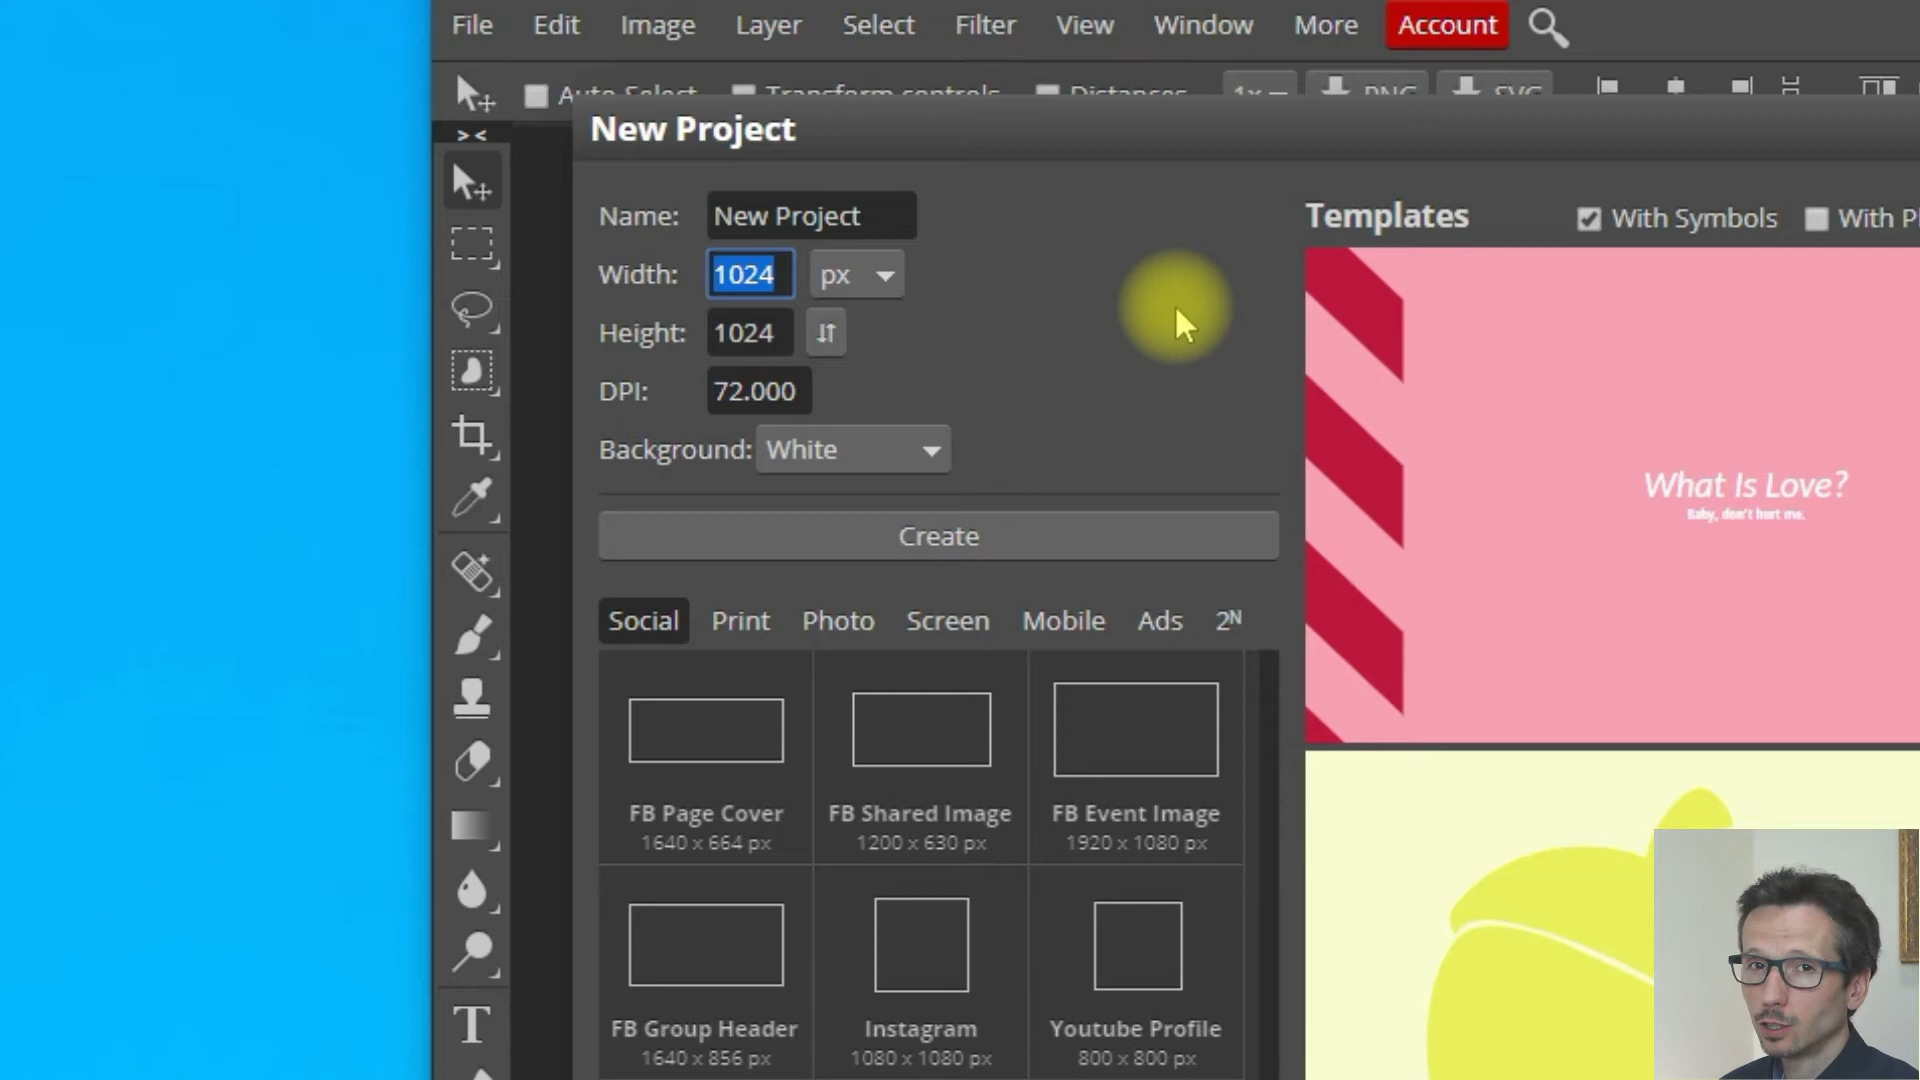 File Edit Image Layer Select Filter View Window More Account
Auto-Select Transform controls Distances 1x PNG SVG
> <
New Project
Name: New Project
Width: 1024 px
Height: 1024
DPI: 72.000
Background: White
Create
Social Print Photo Screen Mobile Ads 2ᴺ
FB Page Cover
1640 x 664 px
FB Shared Image
1200 x 630 px
FB Event Image
1920 x 1080 px
FB Group Header
1640 x 856 px
Instagram
1080 x 1080 px
Youtube Profile
800 x 800 px
T
Templates With Symbols With
What Is Love?
Baby, don't hurt me.